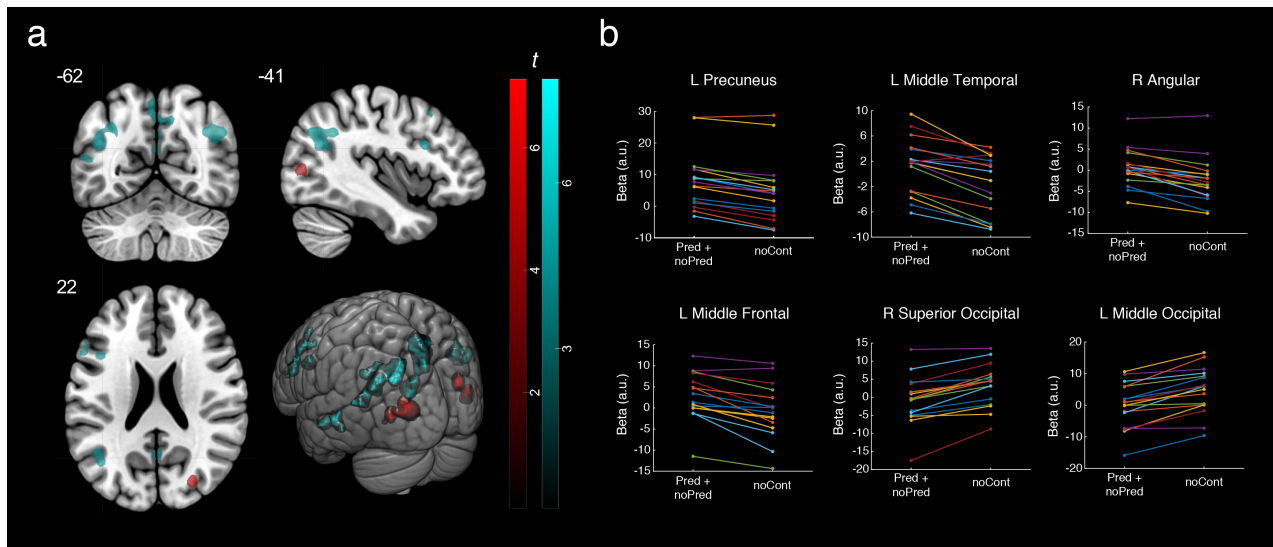 a
-62
-41
22
t
6
4
2
6
3
b
L Precuneus
Beta (a.u.)
30
20
10
0
-10
Pred +
noPred
noCont
L Middle Temporal
Beta (a.u.)
10
6
2
-2
-6
-10
Pred +
noPred
noCont
R Angular
Beta (a.u.)
15
10
5
0
-5
-10
-15
Pred +
noPred
noCont
L Middle Frontal
Beta (a.u.)
15
10
5
0
-5
-10
-15
Pred +
noPred
noCont
R Superior Occipital
Beta (a.u.)
15
10
5
0
-5
-10
-15
-20
Pred +
noPred
noCont
L Middle Occipital
Beta (a.u.)
20
10
0
-10
-20
Pred +
noPred
noCont